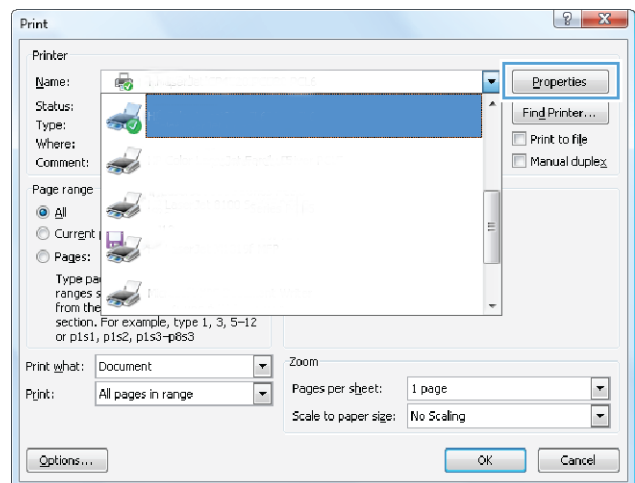 Print
Printer
Name:
Properties
Status:
Find Printer...
Type:
Print to file
Where:
Manual duplex
Comment:
Page range
All
Current
Pages:
Type
ranges
from the
section. For example, type 1, 3, 5–12
or p1s1, p1s2, p1s3–p8s3
Print what: Document
Print: All pages in range
Zoom
Pages per sheet: 1 page
Scale to paper size: No Scaling
Options...
OK
Cancel